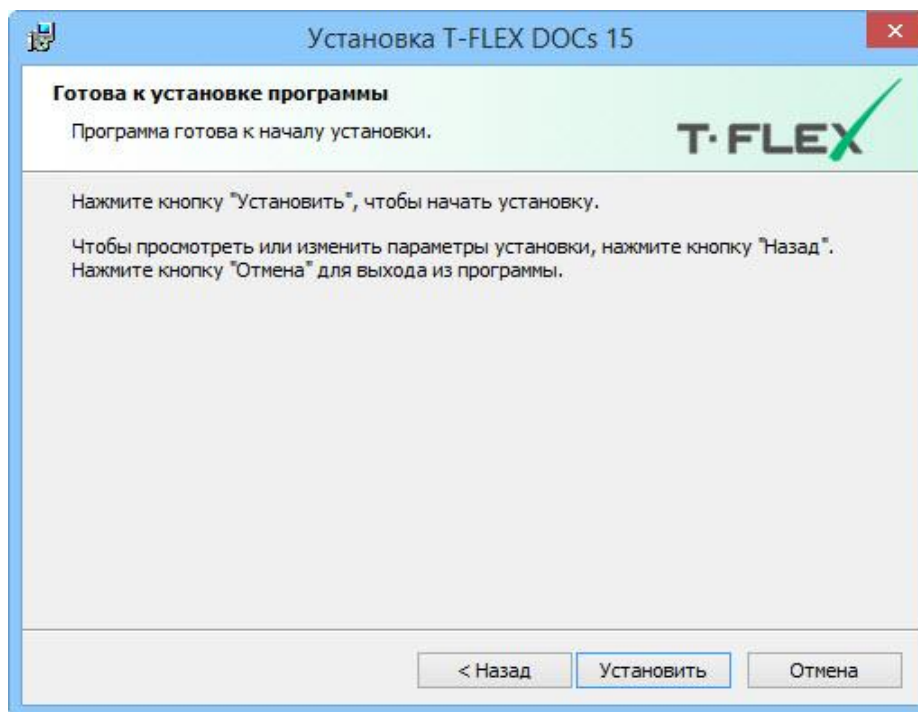 Установка T-FLEX DOCs 15
Готова к установке программы
Программа готова к началу установки.
T-FLEX
Нажмите кнопку "Установить", чтобы начать установку.
Чтобы просмотреть или изменить параметры установки, нажмите кнопку "Назад".
Нажмите кнопку "Отмена" для выхода из программы.
< Назад
Установить
Отмена